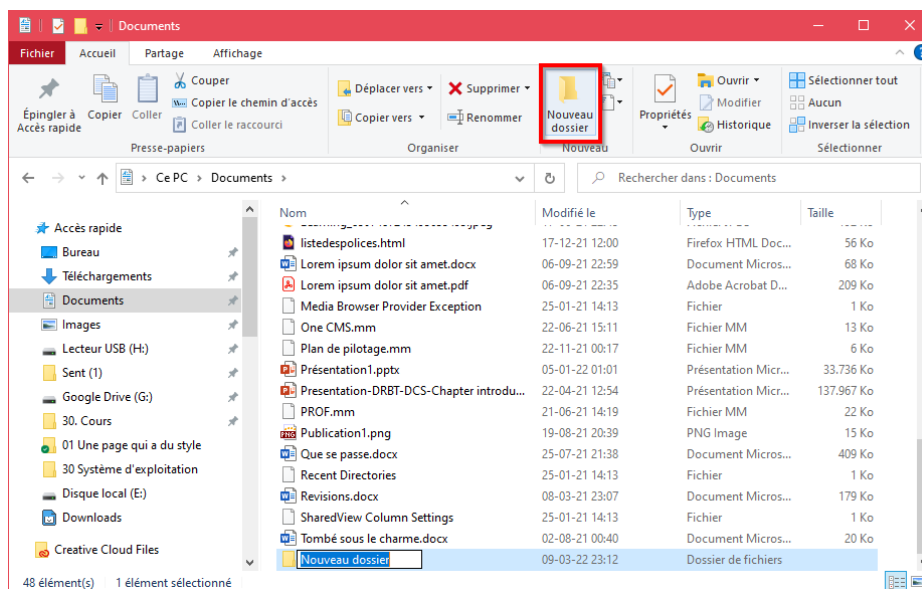 Documents
Fichier Accueil Partage Affichage
Épingler à Accès rapide
Copier
Coller
Couper
Copier le chemin d'accès
Coller le raccourci
Presse-papiers
Déplacer vers
Copier vers
Supprimer
Renommer
Organiser
Nouveau dossier
Nouveau
Propriétés
Ouvrir
Modifier
Historique
Ouvrir
Sélectionner tout
Aucun
Inverser la sélection
Sélectionner
Ce PC > Documents >
Rechercher dans : Documents
Accès rapide
Bureau
Téléchargements
Documents
Images
Lecteur USB (H:)
Sent (1)
Google Drive (G:)
30. Cours
01 Une page qui a du style
30 Système d'exploitation
Disque local (E:)
Downloads
Creative Cloud Files
Nom Modifié le Type Taille
listedespolices.html 17-12-21 12:00 Firefox HTML Doc... 56 Ko
Lorem ipsum dolor sit amet.docx 06-09-21 22:59 Document Micros... 68 Ko
Lorem ipsum dolor sit amet.pdf 06-09-21 22:35 Adobe Acrobat D... 209 Ko
Media Browser Provider Exception 25-01-21 14:13 Fichier 1 Ko
One CMS.mm 22-06-21 15:11 Fichier MM 13 Ko
Plan de pilotage.mm 22-11-21 00:17 Fichier MM 6 Ko
Présentation1.pptx 05-01-22 01:01 Présentation Micr... 33.736 Ko
Presentation-DRBT-DCS-Chapter introdu... 22-04-21 12:54 Présentation Micr... 137.967 Ko
PROF.mm 21-06-21 14:19 Fichier MM 22 Ko
Publication1.png 19-08-21 20:39 PNG Image 15 Ko
Que se passe.docx 25-07-21 21:38 Document Micros... 409 Ko
Recent Directories 25-01-21 14:13 Fichier 1 Ko
Revisions.docx 08-03-21 23:07 Document Micros... 179 Ko
SharedView Column Settings 25-01-21 14:13 Fichier 1 Ko
Tombé sous le charme.docx 02-08-21 00:40 Document Micros... 20 Ko
Nouveau dossier 09-03-22 23:12 Dossier de fichiers
48 élément(s) 1 élément sélectionné